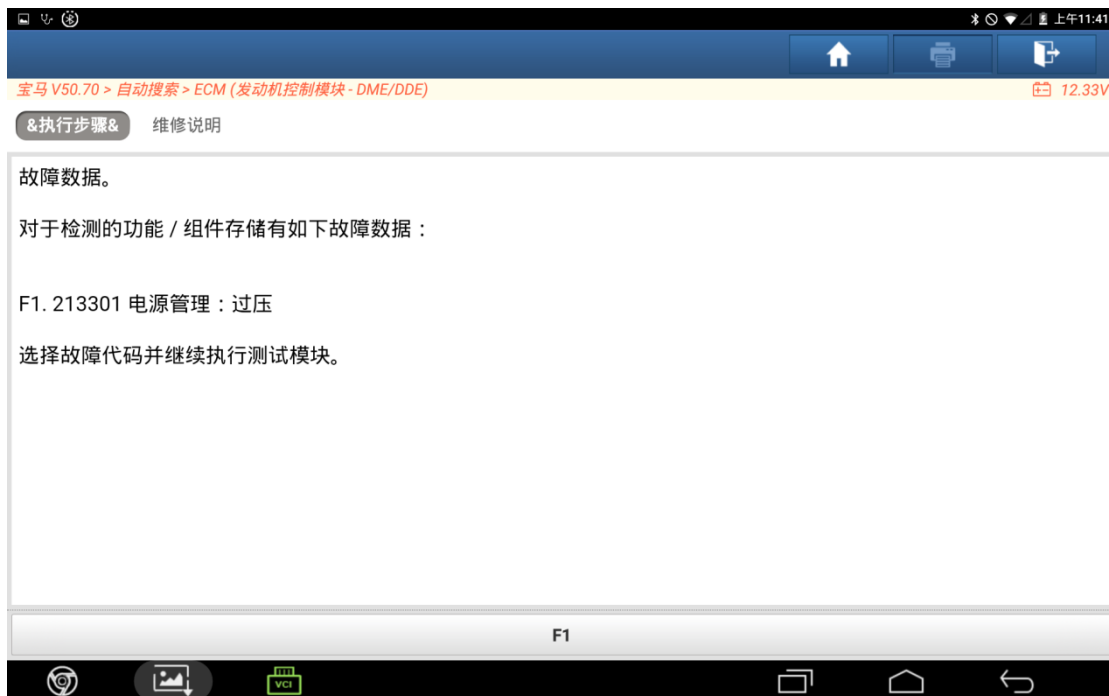 上午11:41
宝马 V50.70 > 自动搜索 > ECM (发动机控制模块 - DME/DDE)
12.33V
&执行步骤&
维修说明
故障数据。
对于检测的功能 / 组件存储有如下故障数据：
F1. 213301 电源管理：过压
选择故障代码并继续执行测试模块。
F1
VCI